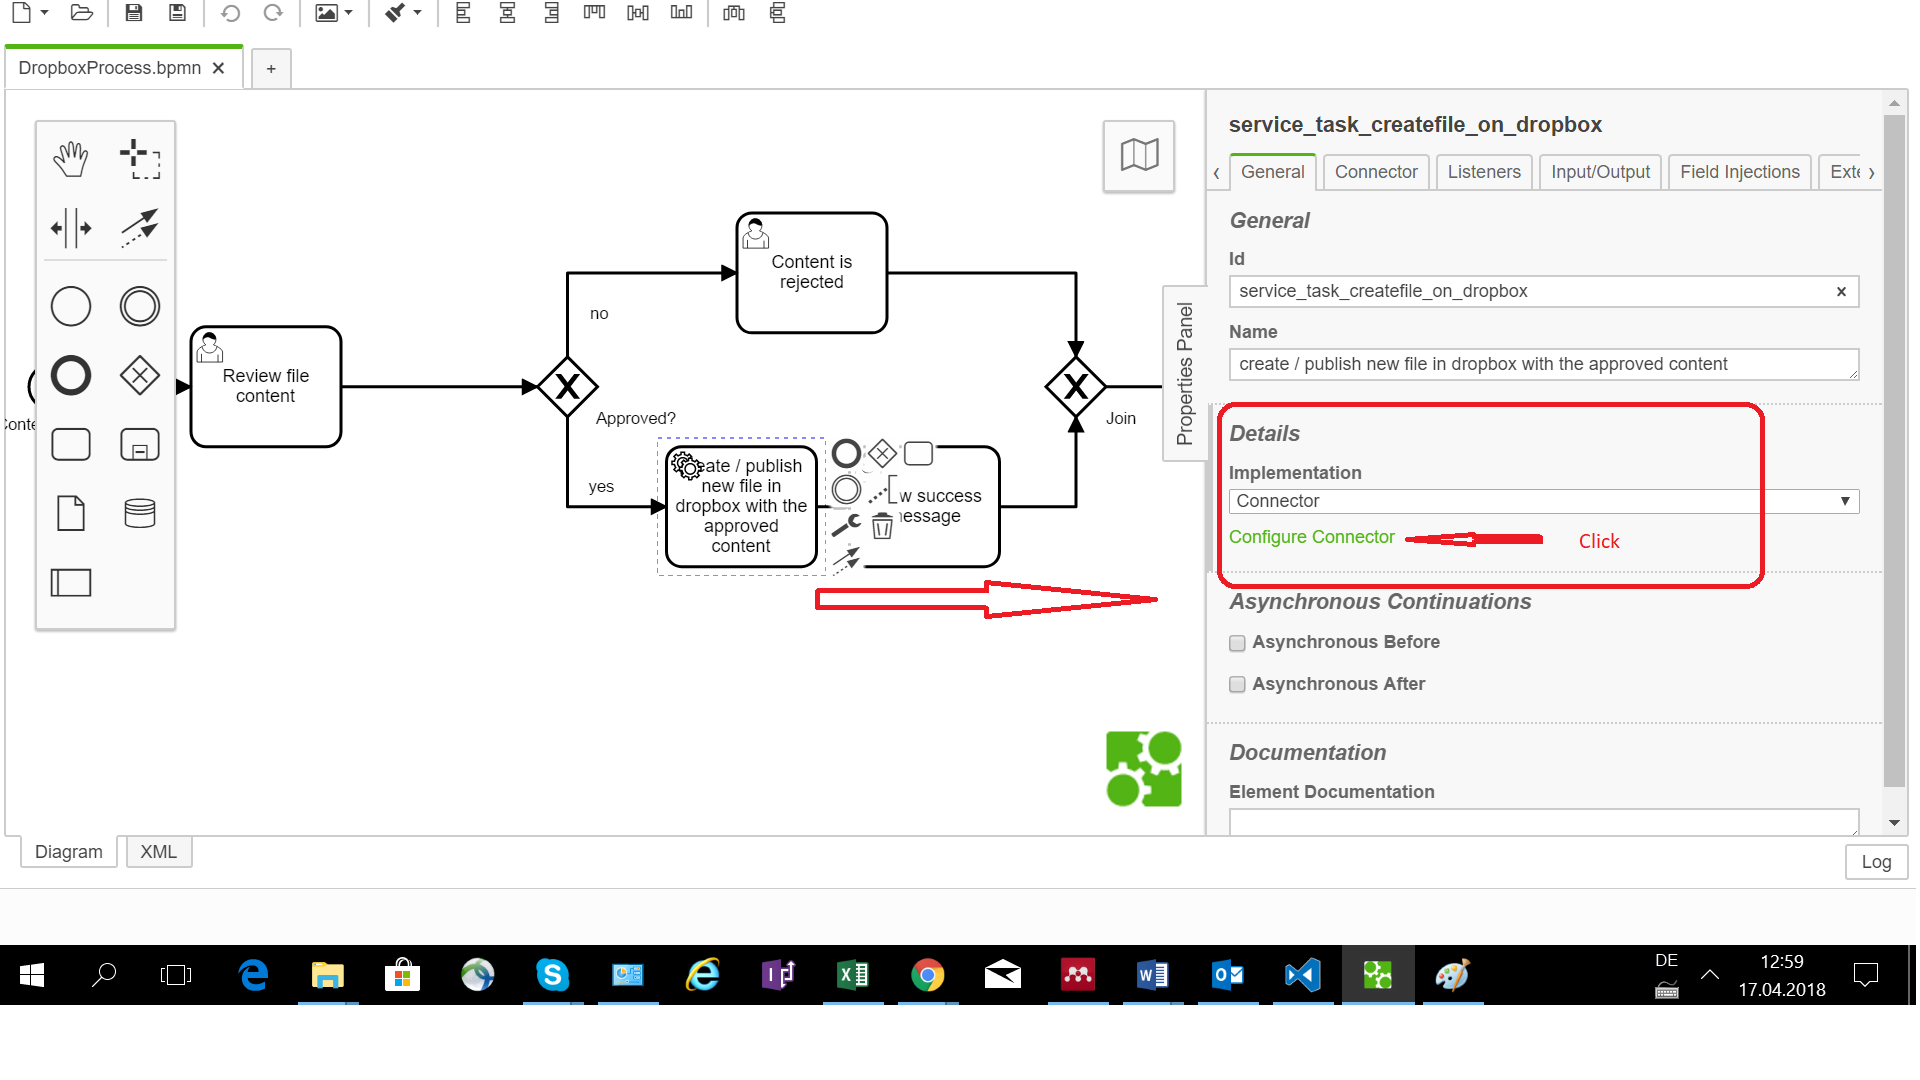 DropboxProcess.bpmn
+
service_task_createfile_on_dropbox
General
Connector
Listeners
Input/Output
Field Injections
Exte
General
Id
service_task_createfile_on_dropbox
Name
create / publish new file in dropbox with the approved content
Properties Panel
Details
Implementation
Connector
Configure Connector
Click
Asynchronous Continuations
Asynchronous Before
Asynchronous After
Documentation
Element Documentation
Content is
rejected
no
Review file
content
Approved?
Join
yes
eate / publish
new file in
dropbox with the
approved
content
w success
essage
Conte
Diagram
XML
Log
DE
12:59
17.04.2018